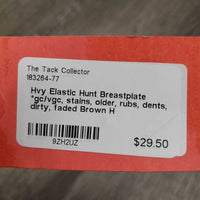 The Tack Collector
183284-77
Hvy Elastic Hunt Breastplate
*gc/vgc, stains, older, rubs, dents,
dirty, faded Brown H
9ZH2UZ
$29.50